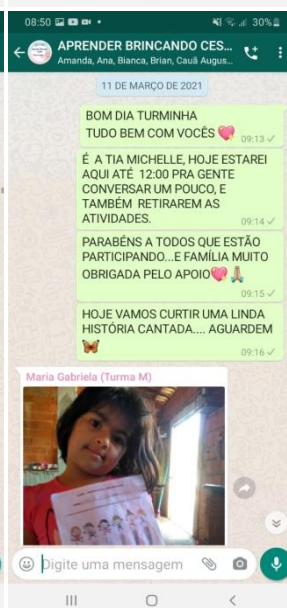 08:50 30%
APRENDER BRINCANDO CES...
Amanda, Ana, Bianca, Brian, Cauã Augus...
11 DE MARÇO DE 2021
BOM DIA TURMINHA
TUDO BEM COM VOCÊS 💓
09:13
É A TIA MICHELLE, HOJE ESTAREI
AQUI ATÉ 12:00 PRA GENTE
CONVERSAR UM POUCO, E
TAMBÉM RETIRAREM AS
ATIVIDADES.
09:14
PARABÉNS A TODOS QUE ESTÃO
PARTICIPANDO...E FAMÍLIA MUITO
OBRIGADA PELO APOIO💓🙏
09:15
HOJE VAMOS CURTIR UMA LINDA
HISTÓRIA CANTADA.... AGUARDEM
🦋
09:16
Maria Gabriela (Turma M)
Digite uma mensagem